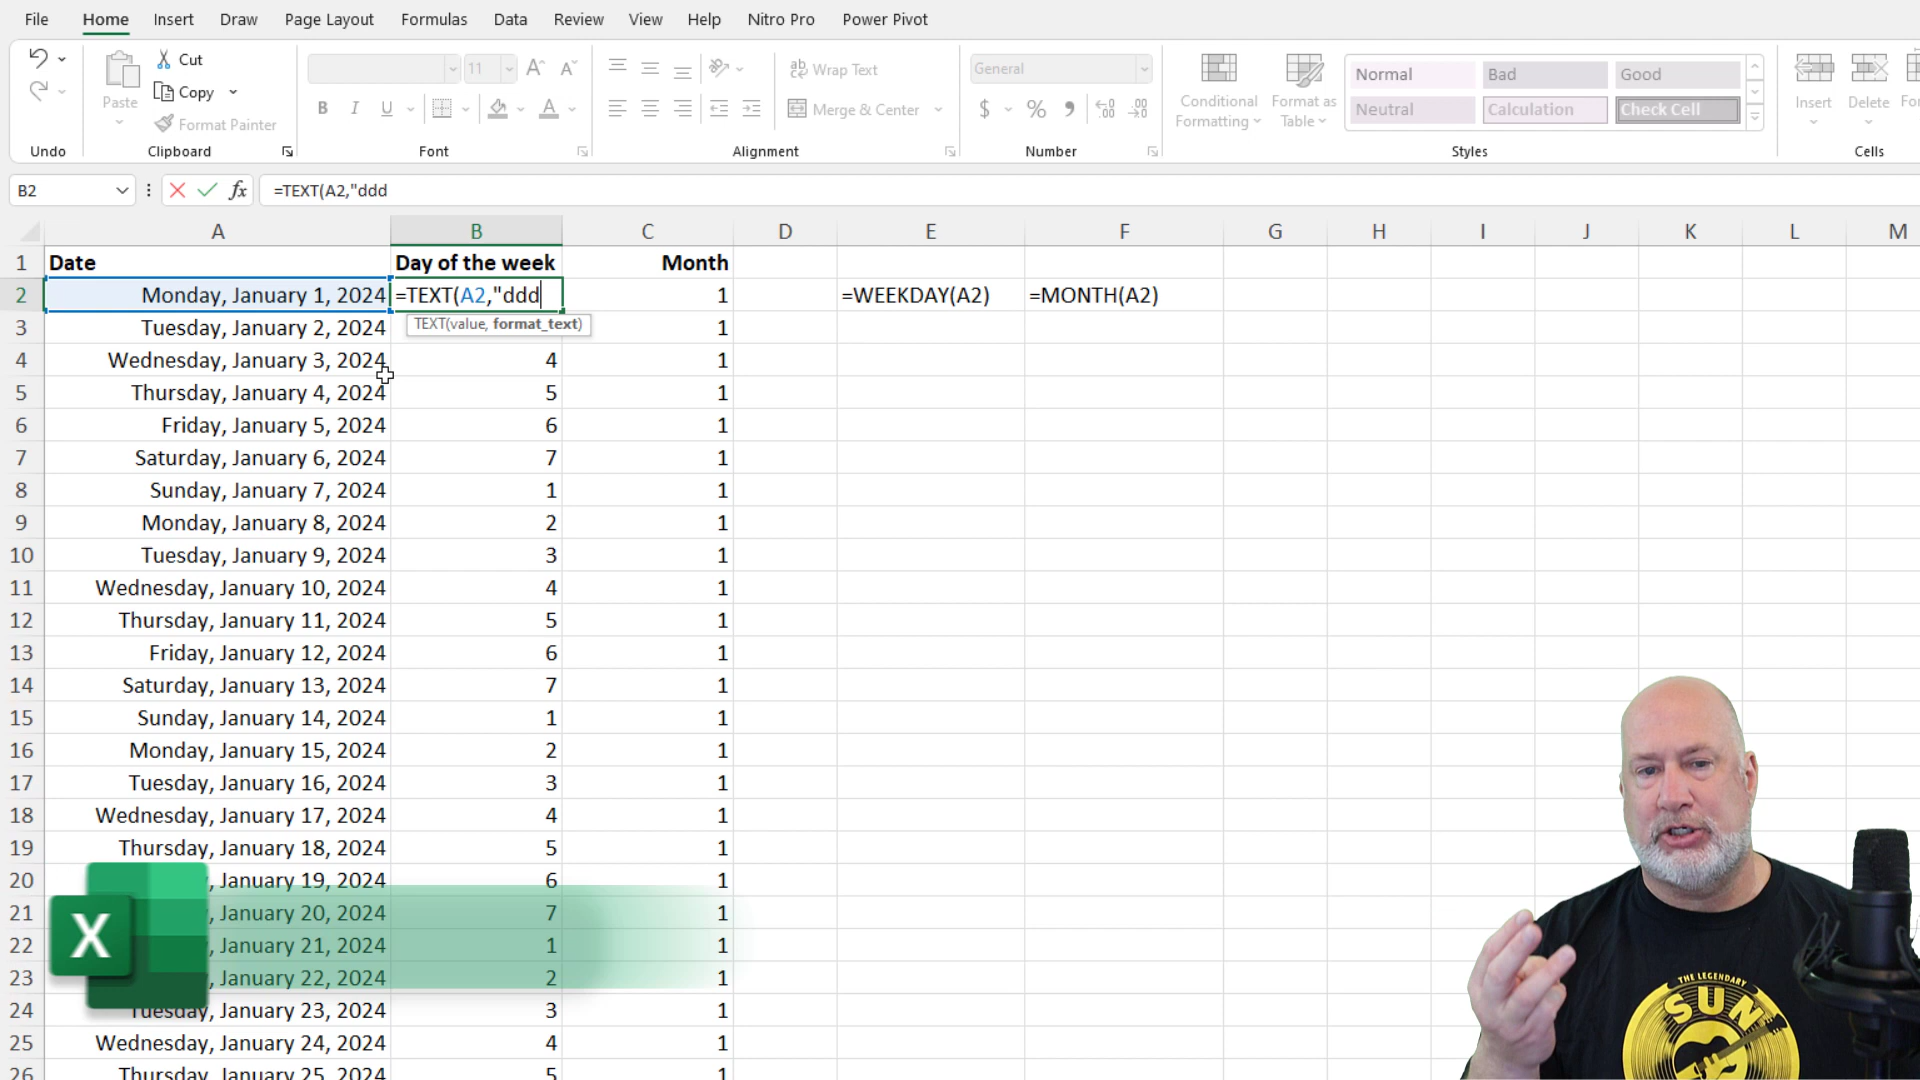 File Home Insert Draw Page Layout Formulas Data Review View Help Nitro Pro Power Pivot
Cut
Copy
Format Painter
Paste
11
B I U
Wrap Text
Merge & Center
General
$ %
Conditional Formatting
Format as Table
Normal Bad Good
Neutral Calculation Check Cell
Insert Delete
Undo Clipboard Font Alignment Number Styles Cells
B2 fx =TEXT(A2,"ddd
A B C D E F G H I J K L M
1 Date Day of the week Month
2 Monday, January 1, 2024 =TEXT(A2,"ddd 1 =WEEKDAY(A2) =MONTH(A2)
TEXT(value, format_text)
3 Tuesday, January 2, 2024 1
4 Wednesday, January 3, 2024 4 1
5 Thursday, January 4, 2024 5 1
6 Friday, January 5, 2024 6 1
7 Saturday, January 6, 2024 7 1
8 Sunday, January 7, 2024 1 1
9 Monday, January 8, 2024 2 1
10 Tuesday, January 9, 2024 3 1
11 Wednesday, January 10, 2024 4 1
12 Thursday, January 11, 2024 5 1
13 Friday, January 12, 2024 6 1
14 Saturday, January 13, 2024 7 1
15 Sunday, January 14, 2024 1 1
16 Monday, January 15, 2024 2 1
17 Tuesday, January 16, 2024 3 1
18 Wednesday, January 17, 2024 4 1
19 Thursday, January 18, 2024 5 1
20 , January 19, 2024 6 1
21 , January 20, 2024 7 1
22 , January 21, 2024 1 1
23 , January 22, 2024 2 1
24 Tuesday, January 23, 2024 3 1
25 Wednesday, January 24, 2024 4 1
26 Thursday, January 25, 2024 5 1
X
THE LEGENDARY
SUN